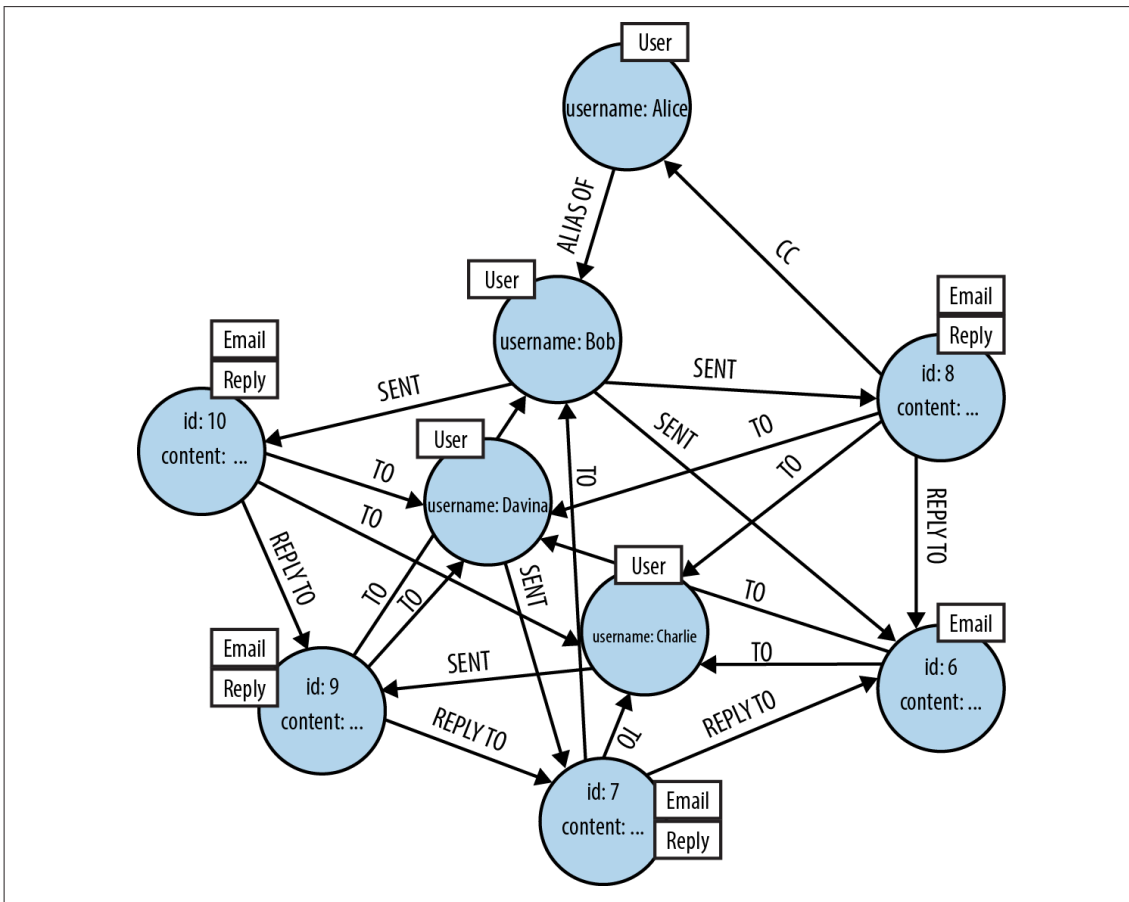 User
username: Alice
ALIAS OF
CC
User
username: Bob
Email
Reply
id: 8
content: ...
Email
Reply
id: 10
content: ...
SENT
SENT
SENT
TO
TO
User
username: Davina
TO
TO
TO
REPLY TO
REPLY TO
SENT
User
username: Charlie
TO
TO
TO
TO
Email
id: 6
content: ...
Email
Reply
id: 9
content: ...
SENT
REPLY TO
TO
REPLY TO
id: 7
content: ...
Email
Reply